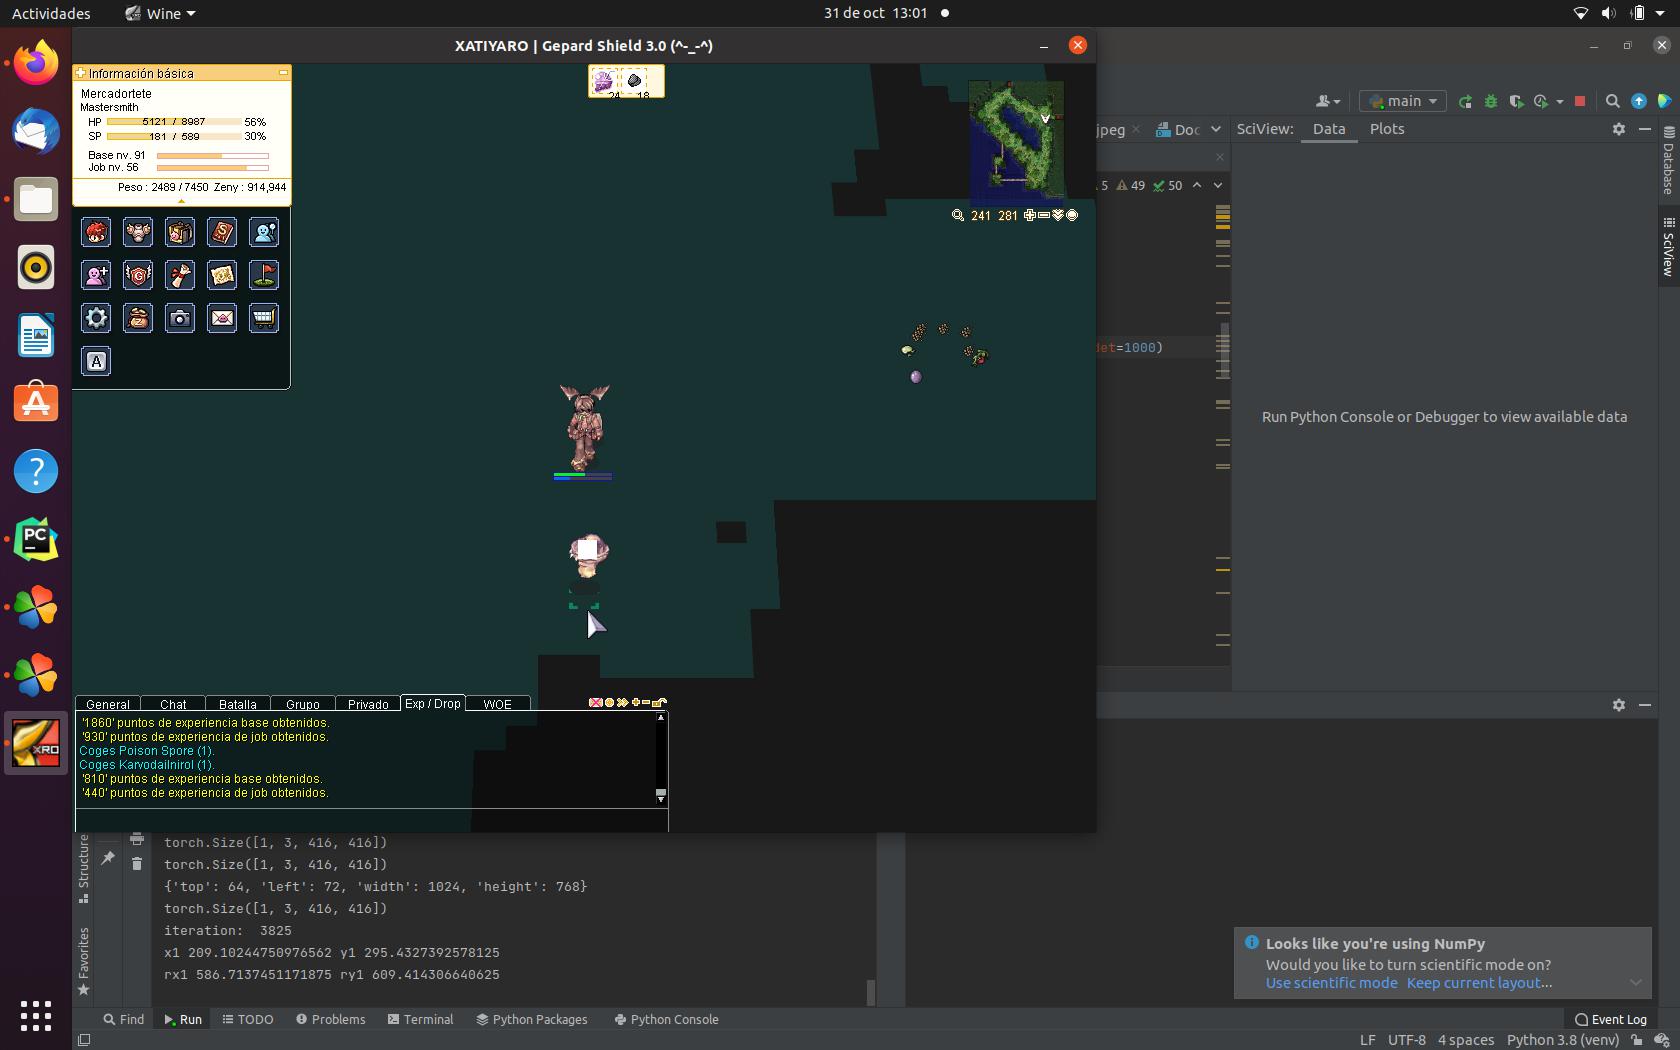 Actividades
Wine
31 de oct 13:01
XATIYARO | Gepard Shield 3.0 (^-_-^)
Información básica
Mercadortete
Mastersmith
HP 5121 / 8987 56%
SP 181 / 589 30%
Base nv. 91
Job nv. 56
Peso : 2489 / 7450 Zeny : 914,944
24 18
241 281
A
General Chat Batalla Grupo Privado Exp / Drop WOE
'1860' puntos de experiencia base obtenidos.
'930' puntos de experiencia de job obtenidos.
Coges Poison Spore (1).
Coges Karvodailnirol (1).
'810' puntos de experiencia base obtenidos.
'440' puntos de experiencia de job obtenidos.
main
jpeg
Doc
SciView: Data Plots
5 49 50
det=1000)
Run Python Console or Debugger to view available data
Database
SciView
torch.Size([1, 3, 416, 416])
torch.Size([1, 3, 416, 416])
{'top': 64, 'left': 72, 'width': 1024, 'height': 768}
torch.Size([1, 3, 416, 416])
iteration: 3825
x1 209.10244750976562 y1 295.4327392578125
rx1 586.7137451171875 ry1 609.414306640625
Structure
Favorites
Looks like you're using NumPy
Would you like to turn scientific mode on?
Use scientific mode Keep current layout...
Find Run TODO Problems Terminal Python Packages Python Console Event Log
LF UTF-8 4 spaces Python 3.8 (venv)
PC
XRO